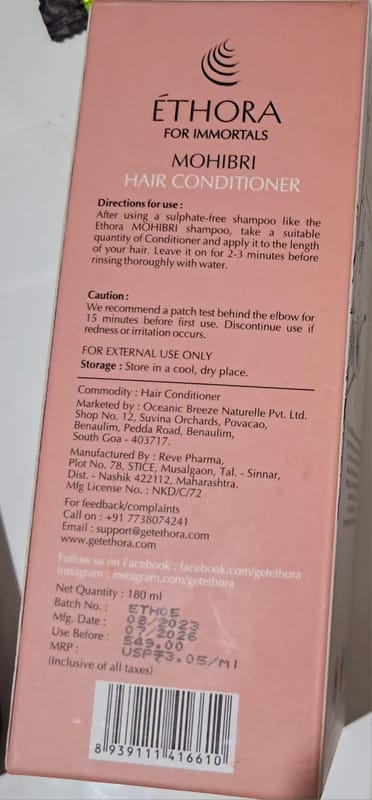 ÉTHORA
FOR IMMORTALS
MOHIBRI
HAIR CONDITIONER
Directions for use :
After using a sulphate-free shampoo like the
Ethora MOHIBRI shampoo, take a suitable
quantity of Conditioner and apply it to the length
of your hair. Leave it on for 2-3 minutes before
rinsing thoroughly with water.
Caution :
We recommend a patch test behind the elbow for
15 minutes before first use. Discontinue use if
redness or irritation occurs.
FOR EXTERNAL USE ONLY
Storage : Store in a cool, dry place.
Commodity : Hair Conditioner
Marketed by : Oceanic Breeze Naturelle Pvt. Ltd.
Shop No. 12, Suvina Orchards, Povacao,
Benaulim, Pedda Road, Benaulim,
South Goa - 403717.
Manufactured By : Reve Pharma,
Plot No. 78, STICE, Musalgaon, Tal. - Sinnar,
Dist. - Nashik 422112, Maharashtra.
Mfg License No. : NKD/C/72
For feedback/complaints
Call on : +91 7738074241
Email : support@getethora.com
www.getethora.com
Follow us on Facebook : facebook.com/getethora
Instagram : instagram.com/getethora
Net Quantity : 180 ml
Batch No. : ETHOE
Mfg. Date : 08/2023
Use Before : 07/2026
MRP : 549.00
USP₹3.05/ml
(Inclusive of all taxes)
8 939111 416610